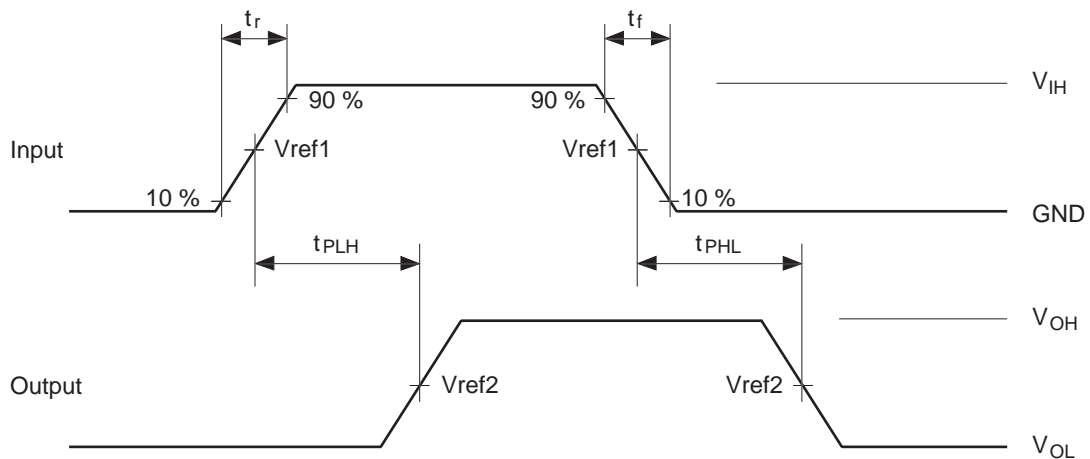 tr
tf
90 %
90 %
VIH
Input
Vref1
Vref1
10 %
10 %
GND
tPLH
tPHL
VOH
Output
Vref2
Vref2
VOL